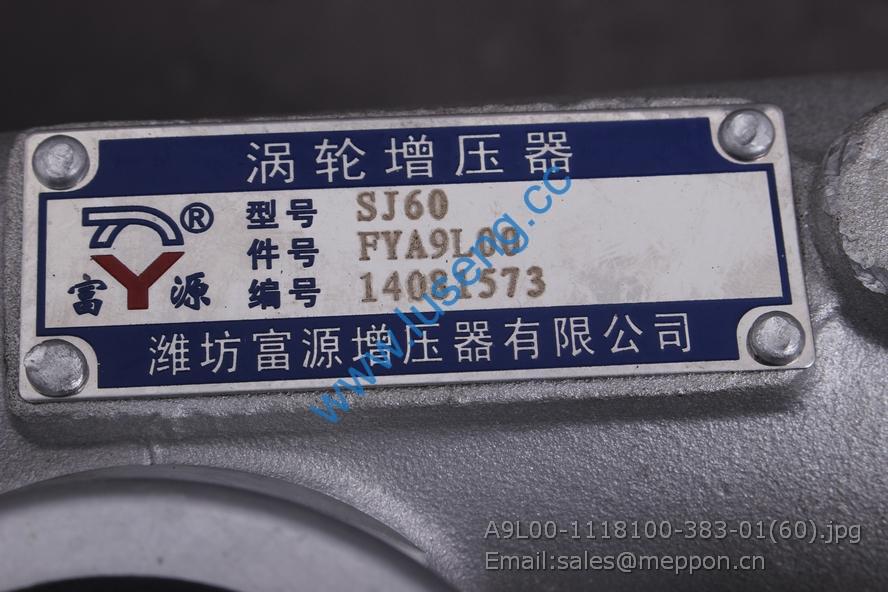 涡轮增压器
型号 SJ60
件号 FYA9L09
编号 14081573
® 
富 Y 源
潍坊富源增压器有限公司
www.luseng.cc
A9L00-1118100-383-01(60).jpg
Email:sales@meppon.cn